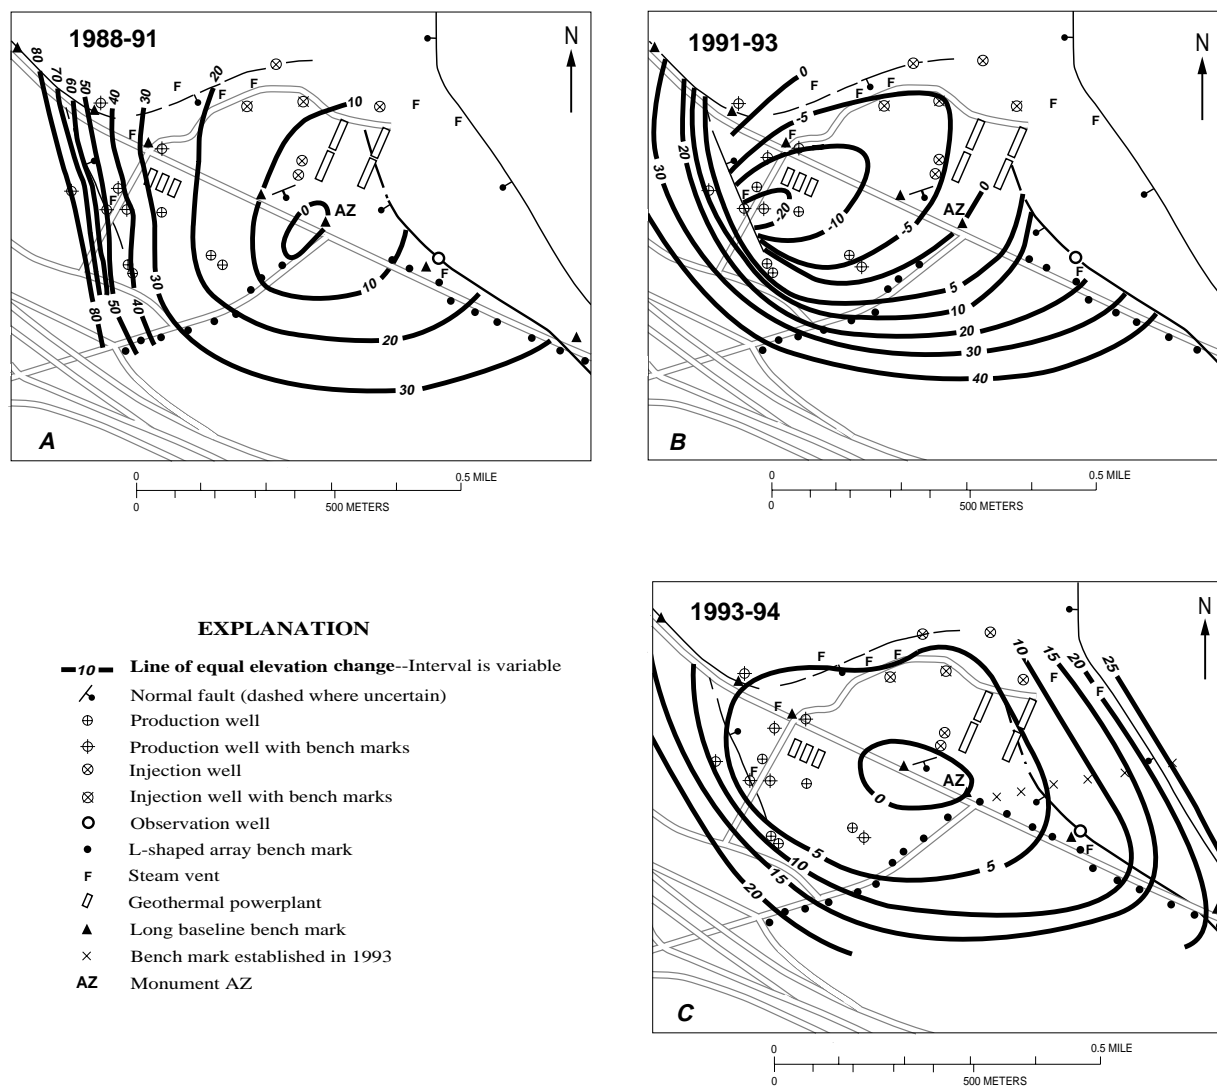 1988-91
N
80
70
60
50
40
30
20
10
F
F
F
F
F
F
F
F
0
AZ
10
20
30
30
40
50
80
A
0
0.5 MILE
0
500 METERS
1991-93
N
0
-5
F
F
F
F
F
F
F
F
30
20
-20
-10
-5
0
AZ
5
10
20
30
40
B
0
0.5 MILE
0
500 METERS
EXPLANATION
10 Line of equal elevation change--Interval is variable
Normal fault (dashed where uncertain)
Production well
Production well with bench marks
Injection well
Injection well with bench marks
Observation well
L-shaped array bench mark
F Steam vent
Geothermal powerplant
Long baseline bench mark
Bench mark established in 1993
AZ Monument AZ
1993-94
N
10
15
20
25
F
F
F
F
F
F
F
F
0
AZ
5
5
10
15
20
C
0
0.5 MILE
0
500 METERS